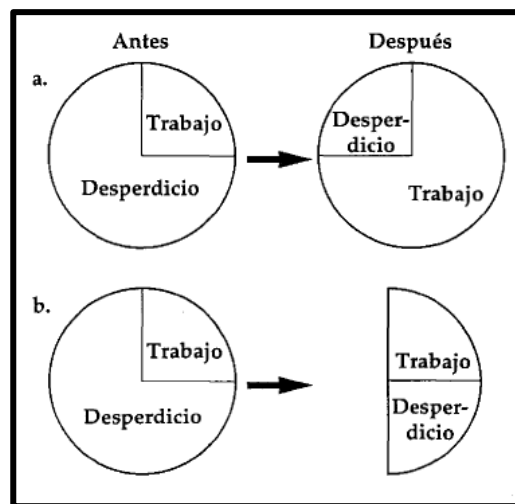 Antes
Después
a.
Trabajo
Desperdicio
Desper-
dicio
Trabajo
b.
Trabajo
Desperdicio
Trabajo
Desper-
dicio